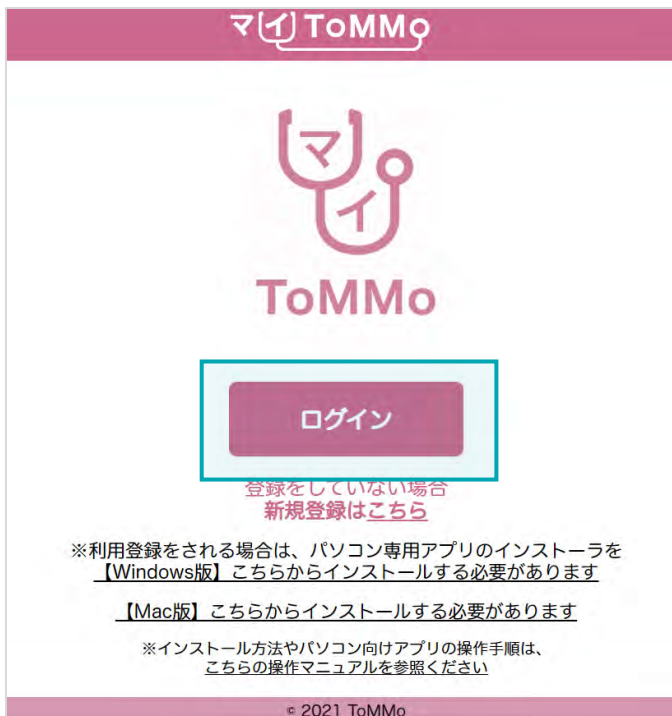 マイ ToMMo
マ
イ
ToMMo
ログイン
登録をしていない場合
新規登録はこちら
※利用登録をされる場合は、パソコン専用アプリのインストーラを
【Windows版】こちらからインストールする必要があります
【Mac版】こちらからインストールする必要があります
※インストール方法やパソコン向けアプリの操作手順は、
こちらの操作マニュアルを参照ください
© 2021 ToMMo